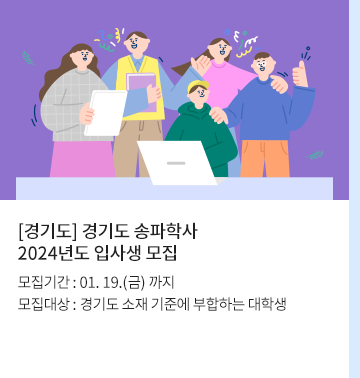 [경기도] 경기도 송파학사
2024년도 입사생 모집
모집기간 : 01. 19.(금) 까지
모집대상 : 경기도 소재 기준에 부합하는 대학생